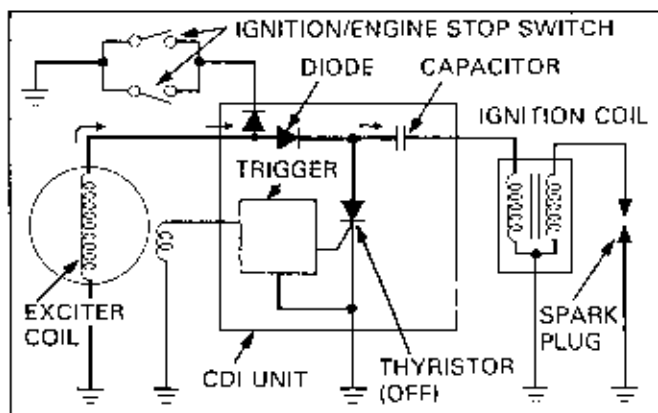 IGNITION/ENGINE STOP SWITCH
DIODE
CAPACITOR
IGNITION COIL
TRIGGER
EXCITER
COIL
SPARK
PLUG
CDI UNIT
THYRISTOR
(OFF)